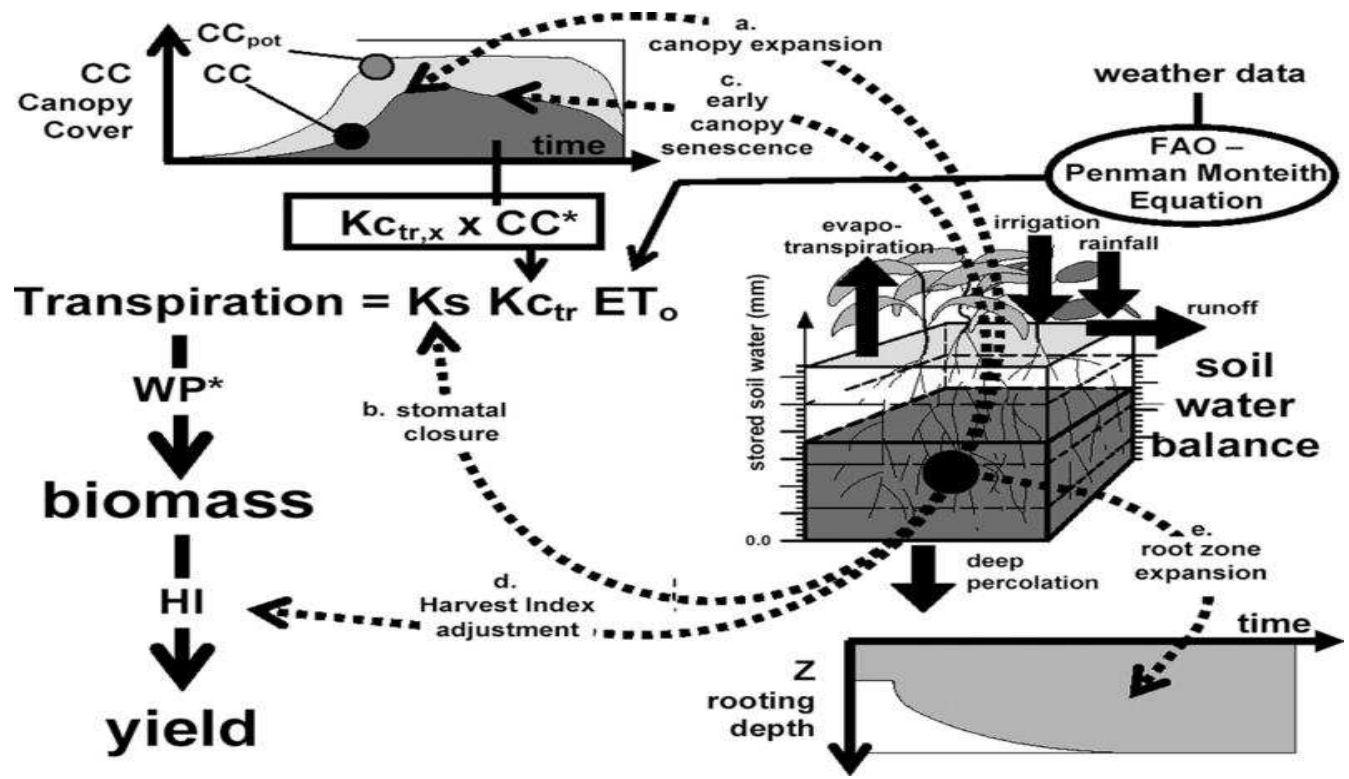 CCpot
CC
CC
Canopy
Cover
time
a.
canopy expansion
c.
early
canopy
senescence
weather data
FAO –
Penman Monteith
Equation
Kctr,x x CC*
Transpiration = Ks Kctr ETo
evapo-
transpiration
irrigation
rainfall
runoff
stored soil water (mm)
0.0
soil
water
balance
WP*
b. stomatal
closure
biomass
e.
root zone
expansion
deep
percolation
d.
Harvest Index
adjustment
HI
yield
time
Z
rooting
depth